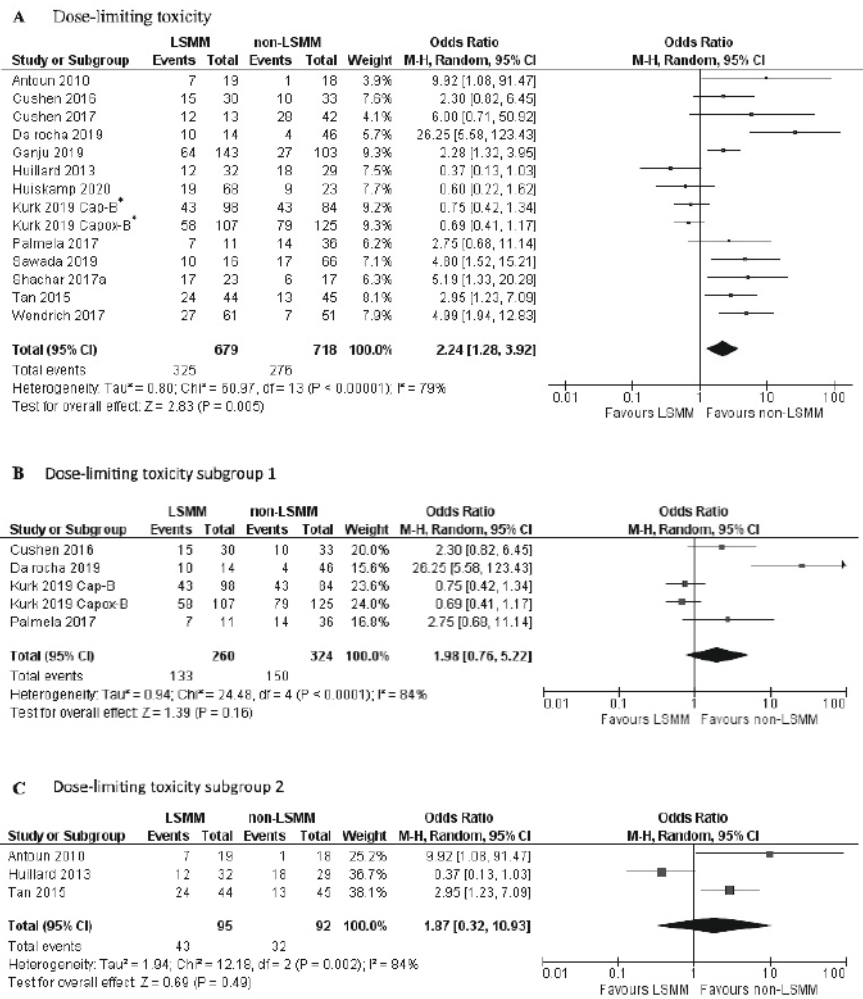 A Dose-limiting toxicity
LSMM non-LSMM Odds Ratio Odds Ratio
Study or Subgroup Events Total Events Total Weight M-H, Random, 95% CI M-H, Random, 95% CI
Antoun 2010 7 19 1 18 3.9% 9.92 [1.08, 91.47]
Cushen 2016 15 30 10 33 7.6% 2.30 [0.82, 6.45]
Cushen 2017 12 13 28 42 4.1% 6.00 [0.71, 50.92]
Da rocha 2019 10 14 4 46 5.7% 26.25 [5.58, 123.43]
Ganju 2019 64 143 27 103 9.3% 2.28 [1.32, 3.95]
Huillard 2013 12 32 18 29 7.5% 0.37 [0.13, 1.03]
Huiskamp 2020 19 68 9 23 7.7% 0.60 [0.22, 1.62]
Kurk 2019 Cap-B* 43 98 43 84 9.2% 0.75 [0.42, 1.34]
Kurk 2019 Capox-B* 58 107 79 125 9.4% 0.69 [0.41, 1.17]
Palmela 2017 7 11 14 36 6.2% 2.75 [0.68, 11.14]
Sawada 2019 10 16 17 66 7.1% 4.80 [1.52, 15.21]
Shachar 2017a 17 23 6 17 6.3% 5.19 [1.33, 20.28]
Tan 2015 24 44 13 45 8.1% 2.95 [1.23, 7.09]
Wendrich 2017 27 61 7 51 7.9% 4.99 [1.94, 12.83]
Total (95% CI) 679 718 100.0% 2.24 [1.28, 3.92]
Total events 325 276
Heterogeneity: Tau² = 0.80; Chi² = 60.97, df = 13 (P < 0.00001); I² = 79%
Test for overall effect: Z = 2.83 (P = 0.005)
0.01 0.1 1 10 100
Favours LSMM Favours non-LSMM
B Dose-limiting toxicity subgroup 1
LSMM non-LSMM Odds Ratio Odds Ratio
Study or Subgroup Events Total Events Total Weight M-H, Random, 95% CI M-H, Random, 95% CI
Cushen 2016 15 30 10 33 20.0% 2.30 [0.82, 6.45]
Da rocha 2019 10 14 4 46 15.6% 26.25 [5.58, 123.43]
Kurk 2019 Cap-B 43 98 43 84 23.6% 0.75 [0.42, 1.34]
Kurk 2019 Capox-B 58 107 79 125 24.0% 0.69 [0.41, 1.17]
Palmela 2017 7 11 14 36 16.8% 2.75 [0.68, 11.14]
Total (95% CI) 260 324 100.0% 1.98 [0.76, 5.22]
Total events 133 150
Heterogeneity: Tau² = 0.94; Chi² = 24.48, df = 4 (P < 0.0001); I² = 84%
Test for overall effect: Z = 1.39 (P = 0.16)
0.01 0.1 1 10 100
Favours LSMM Favours non-LSMM
C Dose-limiting toxicity subgroup 2
LSMM non-LSMM Odds Ratio Odds Ratio
Study or Subgroup Events Total Events Total Weight M-H, Random, 95% CI M-H, Random, 95% CI
Antoun 2010 7 19 1 18 25.2% 9.92 [1.08, 91.47]
Huillard 2013 12 32 18 29 36.7% 0.37 [0.13, 1.03]
Tan 2015 24 44 13 45 38.1% 2.95 [1.23, 7.09]
Total (95% CI) 95 92 100.0% 1.87 [0.32, 10.93]
Total events 43 32
Heterogeneity: Tau² = 1.94; Chi² = 12.18, df = 2 (P = 0.002); I² = 84%
Test for overall effect: Z = 0.69 (P = 0.49)
0.01 0.1 1 10 100
Favours LSMM Favours non-LSMM